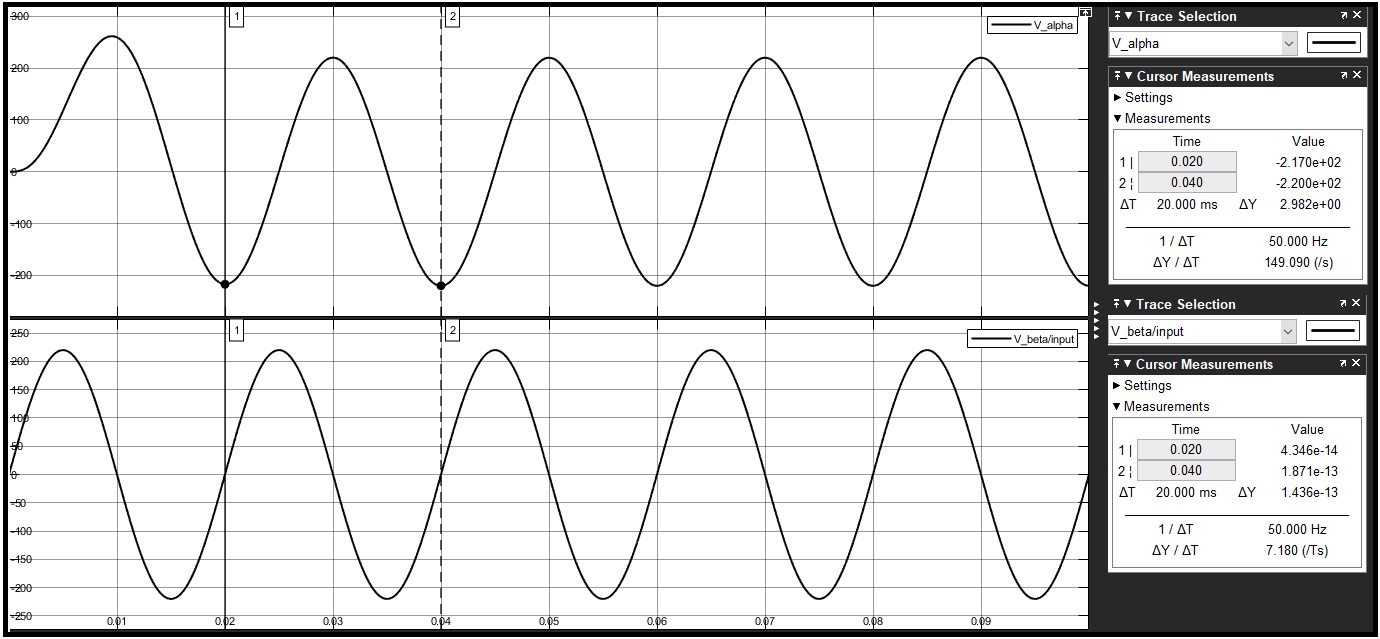 300
1
2
V_alpha
200
100
0
-100
-200
1
2
V_beta/input
250
200
150
100
50
0
-50
-100
-150
-200
-250
0.01 0.02 0.03 0.04 0.05 0.06 0.07 0.08 0.09
Trace Selection
V_alpha
Cursor Measurements
Settings
Measurements
Time Value
1 | 0.020 -2.170e+02
2 ¦ 0.040 -2.200e+02
ΔT 20.000 ms ΔY 2.982e+00
1 / ΔT 50.000 Hz
ΔY / ΔT 149.090 (/s)
Trace Selection
V_beta/input
Cursor Measurements
Settings
Measurements
Time Value
1 | 0.020 4.346e-14
2 ¦ 0.040 1.871e-13
ΔT 20.000 ms ΔY 1.436e-13
1 / ΔT 50.000 Hz
ΔY / ΔT 7.180 (/Ts)